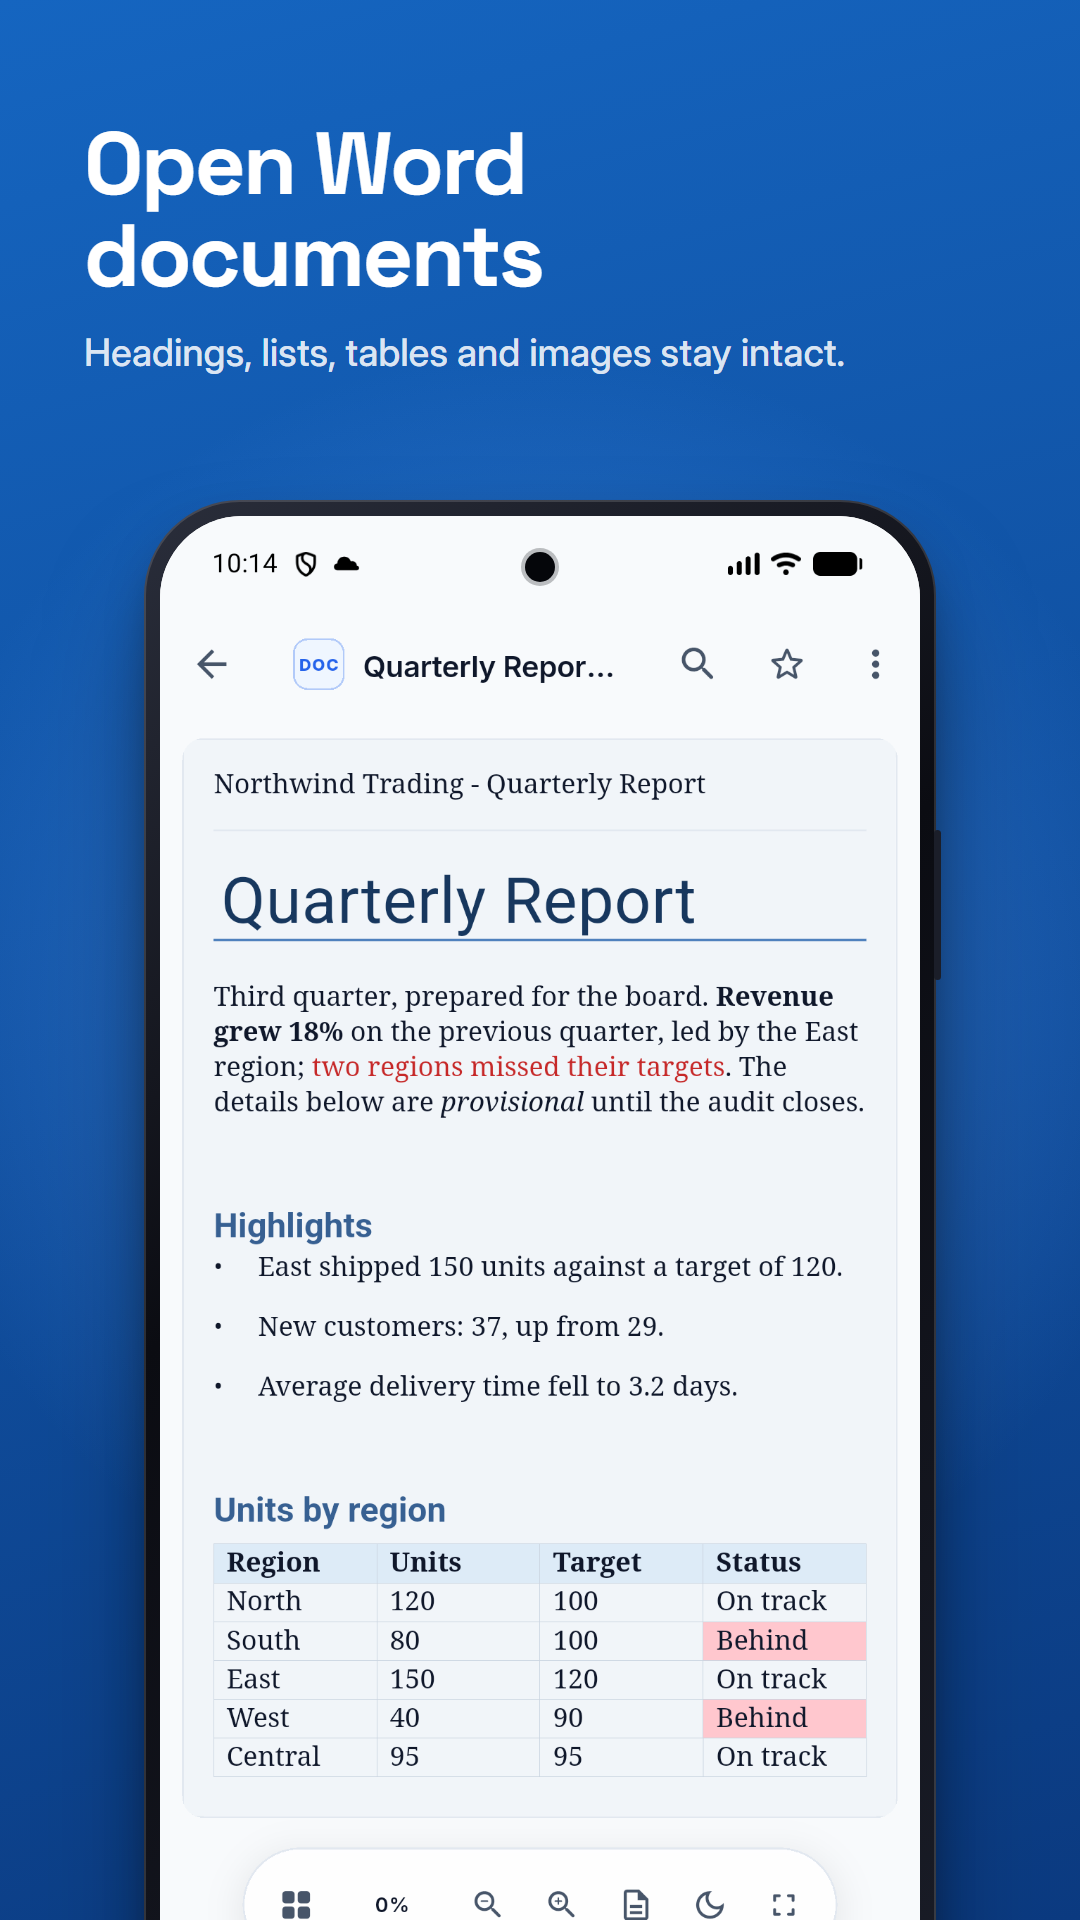 Open Word
documents
Headings, lists, tables and images stay intact.
10:14
DOC
Quarterly Repor...
Northwind Trading - Quarterly Report
Quarterly Report
Third quarter, prepared for the board. Revenue
grew 18% on the previous quarter, led by the East
region; two regions missed their targets. The
details below are provisional until the audit closes.
Highlights
• East shipped 150 units against a target of 120.
• New customers: 37, up from 29.
• Average delivery time fell to 3.2 days.
Units by region
Region Units Target Status
North 120 100 On track
South 80 100 Behind
East 150 120 On track
West 40 90 Behind
Central 95 95 On track
0%